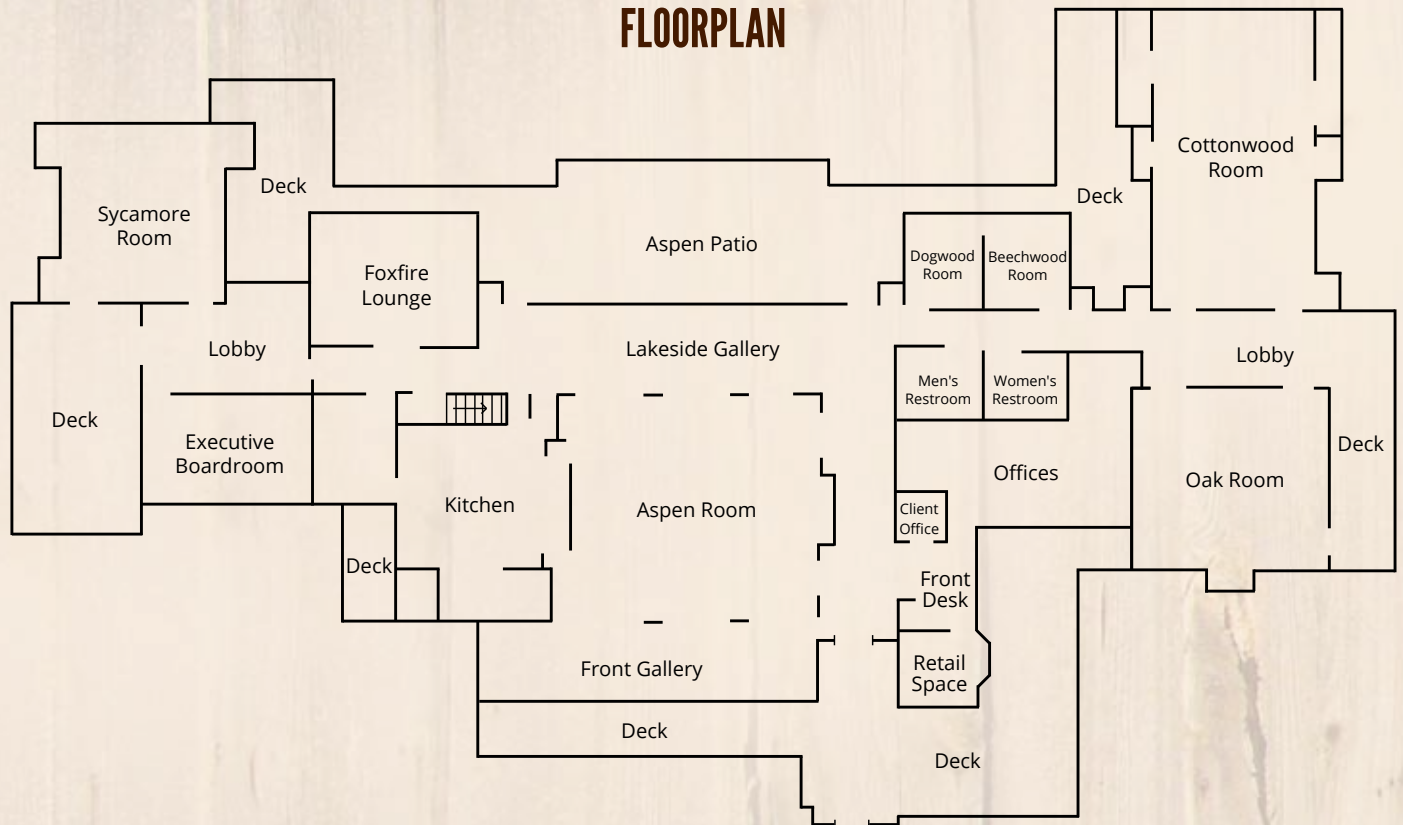 FLOORPLAN
Cottonwood
Room
Deck
Deck
Sycamore
Room
Aspen Patio
Dogwood
Room
Beechwood
Room
Foxfire
Lounge
Lobby
Lakeside Gallery
Lobby
Men's
Restroom
Women's
Restroom
Deck
Executive
Boardroom
Deck
Offices
Oak Room
Kitchen
Aspen Room
Client
Office
Deck
Front
Desk
Front Gallery
Retail
Space
Deck
Deck